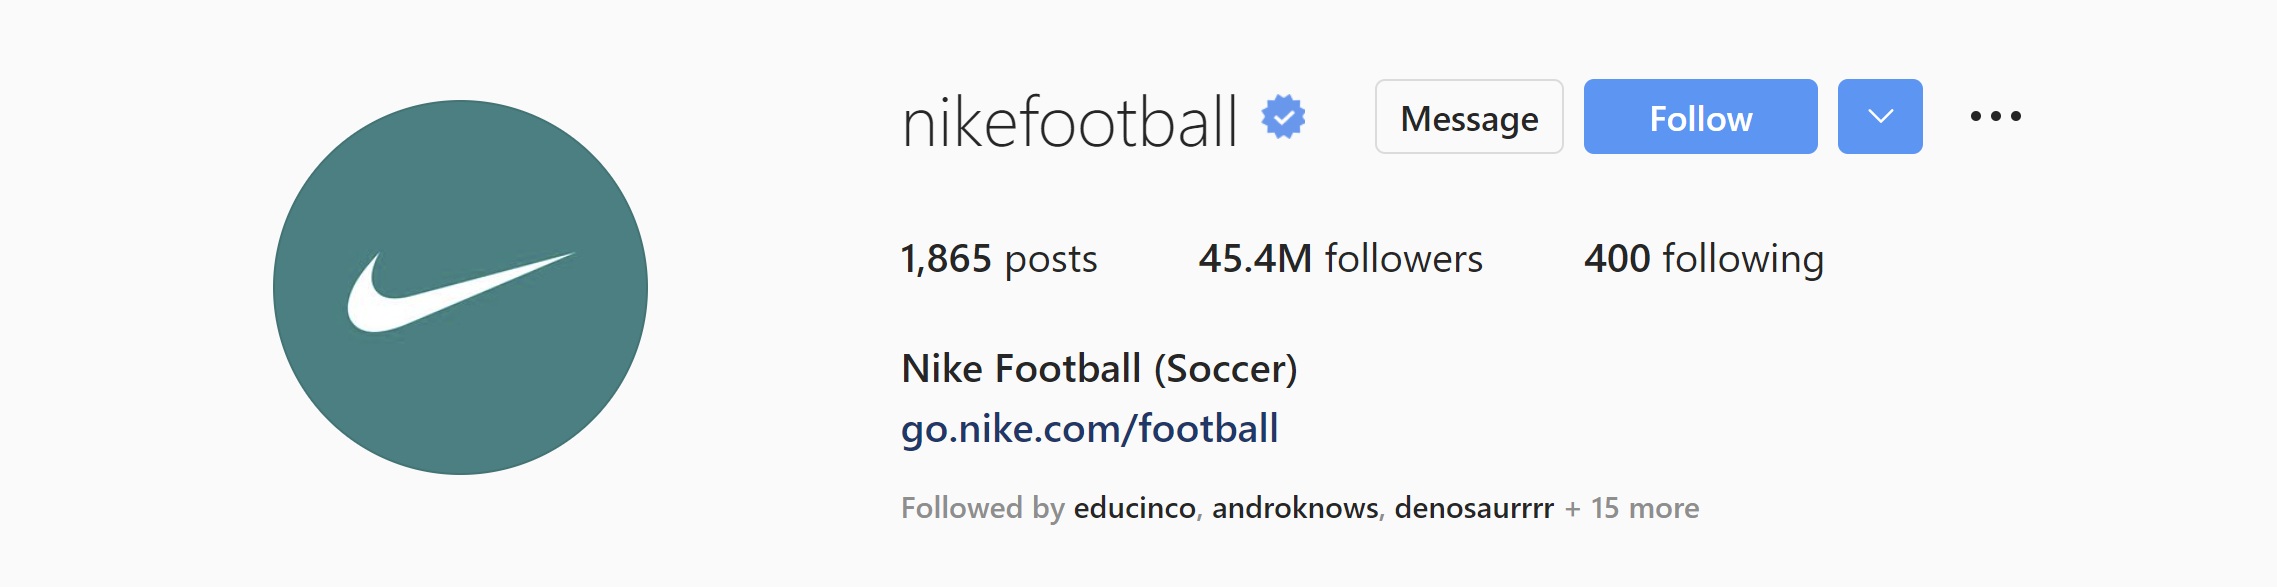 nikefootball
Message
Follow
1,865 posts
45.4M followers
400 following
Nike Football (Soccer)
go.nike.com/football
Followed by educinco, androknows, denosaurrrr + 15 more